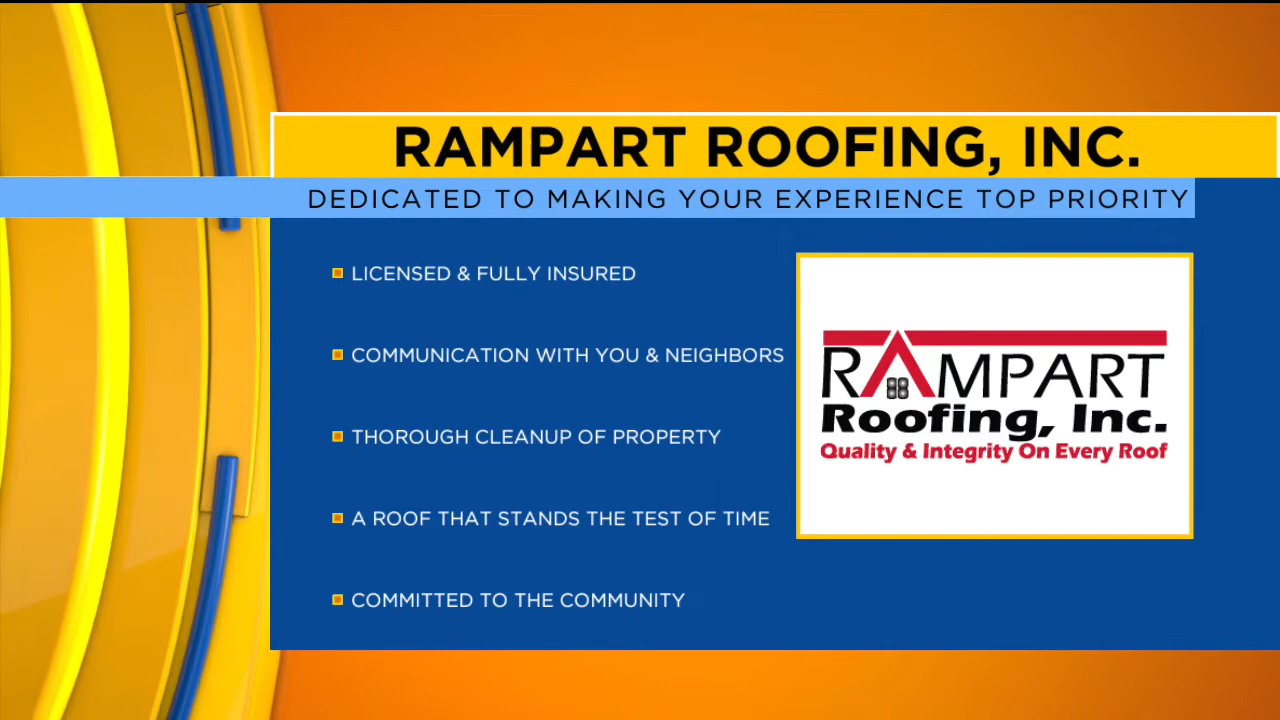 RAMPART ROOFING, INC.
DEDICATED TO MAKING YOUR EXPERIENCE TOP PRIORITY
LICENSED & FULLY INSURED
COMMUNICATION WITH YOU & NEIGHBORS
THOROUGH CLEANUP OF PROPERTY
A ROOF THAT STANDS THE TEST OF TIME
COMMITTED TO THE COMMUNITY
RAMPART
Roofing, Inc.
Quality & Integrity On Every Roof